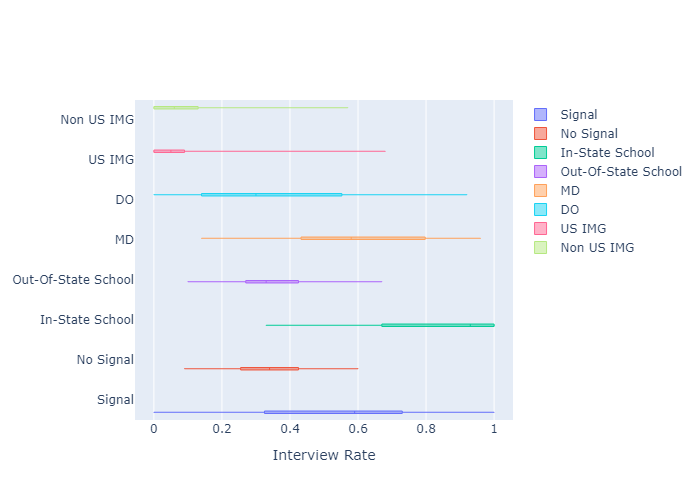 Non US IMG
US IMG
DO
MD
Out-Of-State School
In-State School
No Signal
Signal
0
0.2
0.4
0.6
0.8
1
Interview Rate
Signal
No Signal
In-State School
Out-Of-State School
MD
DO
US IMG
Non US IMG